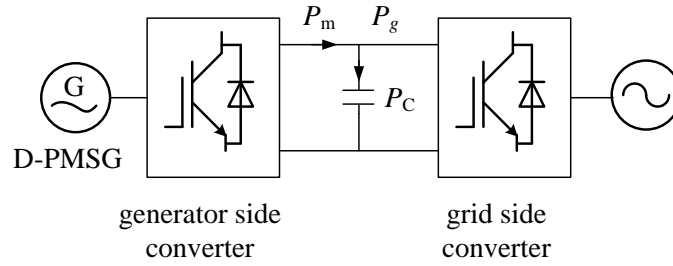 P_m P_g
G
P_C
D-PMSG
generator side
converter
grid side
converter